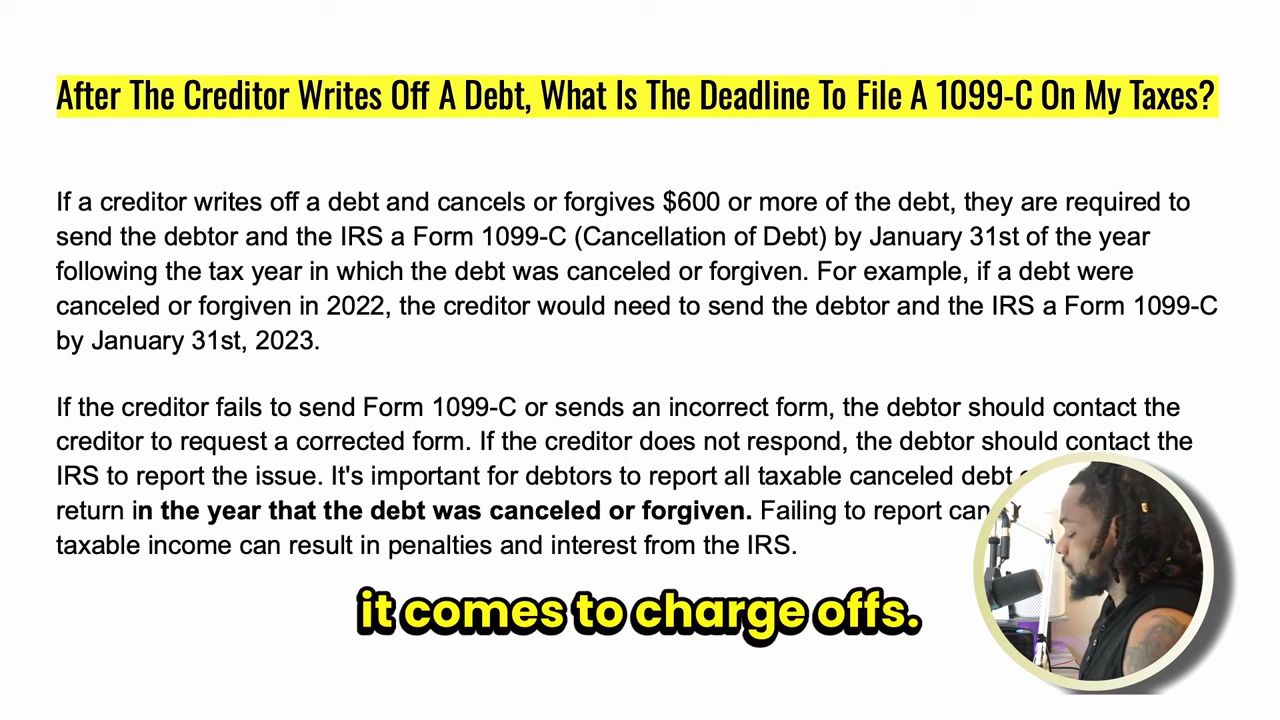 After The Creditor Writes Off A Debt, What Is The Deadline To File A 1099-C On My Taxes?
If a creditor writes off a debt and cancels or forgives $600 or more of the debt, they are required to
send the debtor and the IRS a Form 1099-C (Cancellation of Debt) by January 31st of the year
following the tax year in which the debt was canceled or forgiven. For example, if a debt were
canceled or forgiven in 2022, the creditor would need to send the debtor and the IRS a Form 1099-C
by January 31st, 2023.
If the creditor fails to send Form 1099-C or sends an incorrect form, the debtor should contact the
creditor to request a corrected form. If the creditor does not respond, the debtor should contact the
IRS to report the issue. It's important for debtors to report all taxable canceled debt
return in the year that the debt was canceled or forgiven. Failing to report
taxable income can result in penalties and interest from the IRS.
it comes to charge offs.